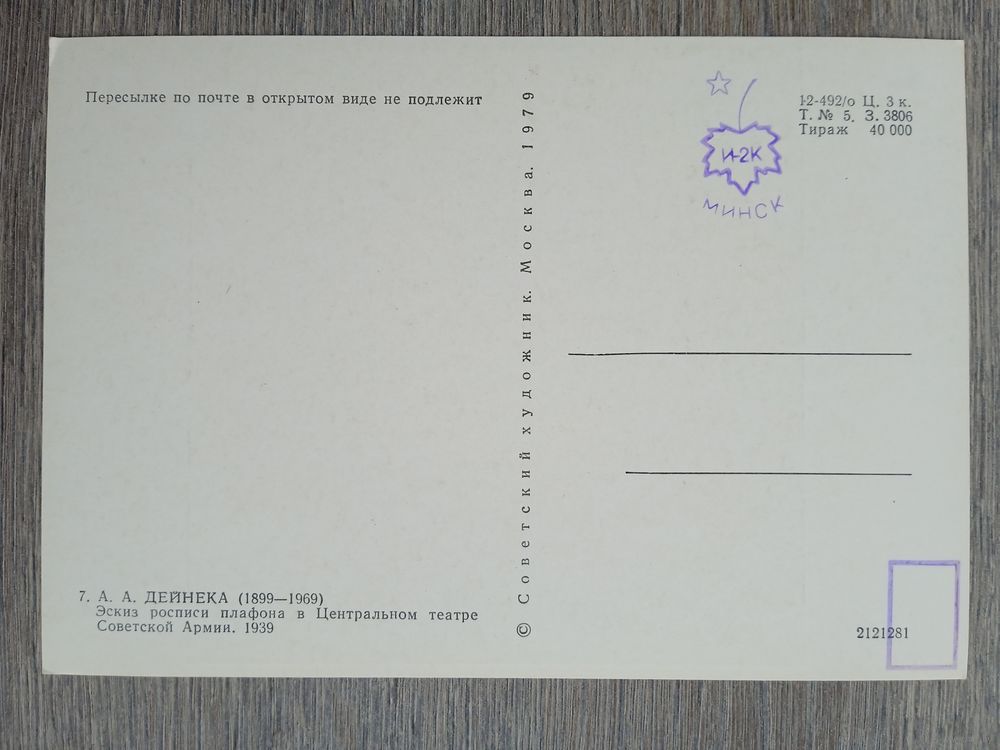 Пересылке по почте в открытом виде не подлежит
7. А. А. ДЕЙНЕКА (1899—1969)
Эскиз росписи плафона в Центральном театре
Советской Армии. 1939
© Советский художник. Москва. 1979
И-2К
МИНСК
12-492/о Ц. 3 к.
Т. № 5. З. 3806
Тираж 40 000
2121281